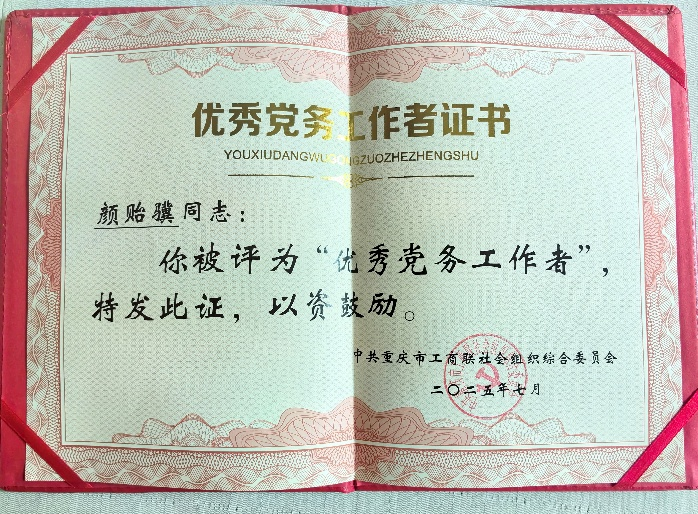 优秀党务工作者证书
YOUXIUDANGWUGONGZUOZHEZHENGSHU
颜贻骥同志：
你被评为“优秀党务工作者”，
特发此证，以资鼓励。
中共重庆市工商联社会组织综合委员会
二〇二五年七月